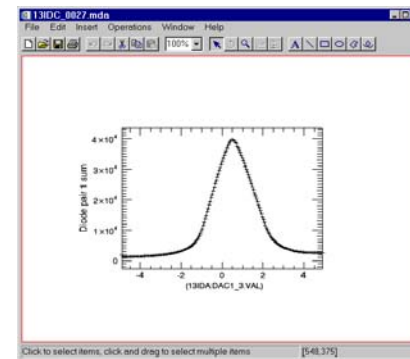 13IDC_0027.mda
File Edit Insert Operations Window Help
100%
A
Diode pair 1 sum
4×10⁴
3×10⁴
2×10⁴
1×10⁴
0
-4 -2 0 2 4
(13IDA:DAC1_3.VAL)
Click to select items, click and drag to select multiple items [548,375]